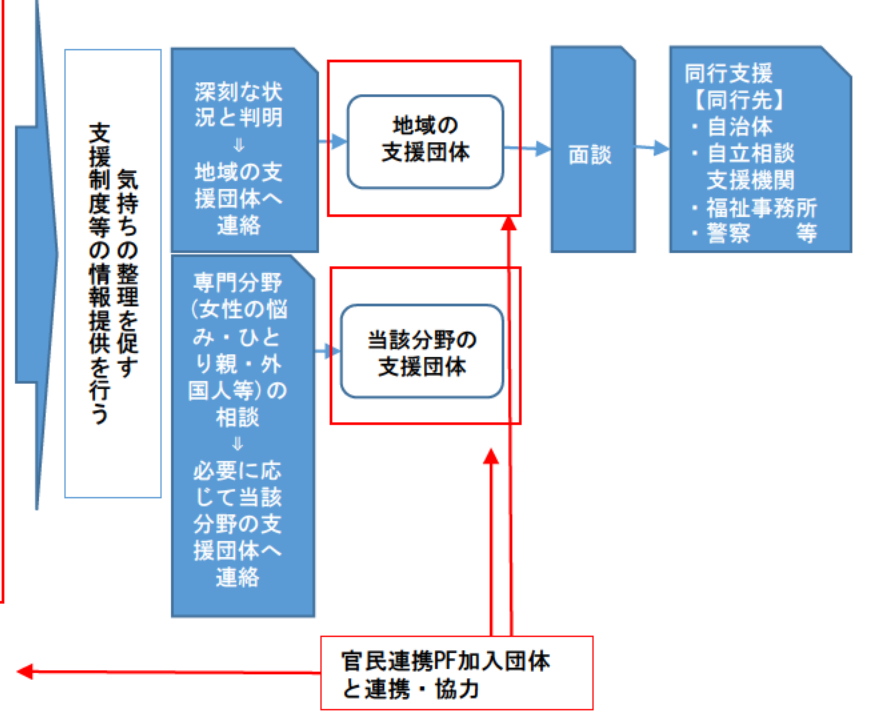 気持ちの整理を促す
支援制度等の情報提供を行う
深刻な状
況と判明
⇓
地域の支
援団体へ
連絡
地域の
支援団体
面談
同行支援
【同行先】
・自治体
・自立相談
支援機関
・福祉事務所
・警察　　等
専門分野
(女性の悩
み・ひと
り親・外
国人等)の
相談
⇓
必要に応
じて当該
分野の支
援団体へ
連絡
当該分野の
支援団体
官民連携PF加入団体
と連携・協力